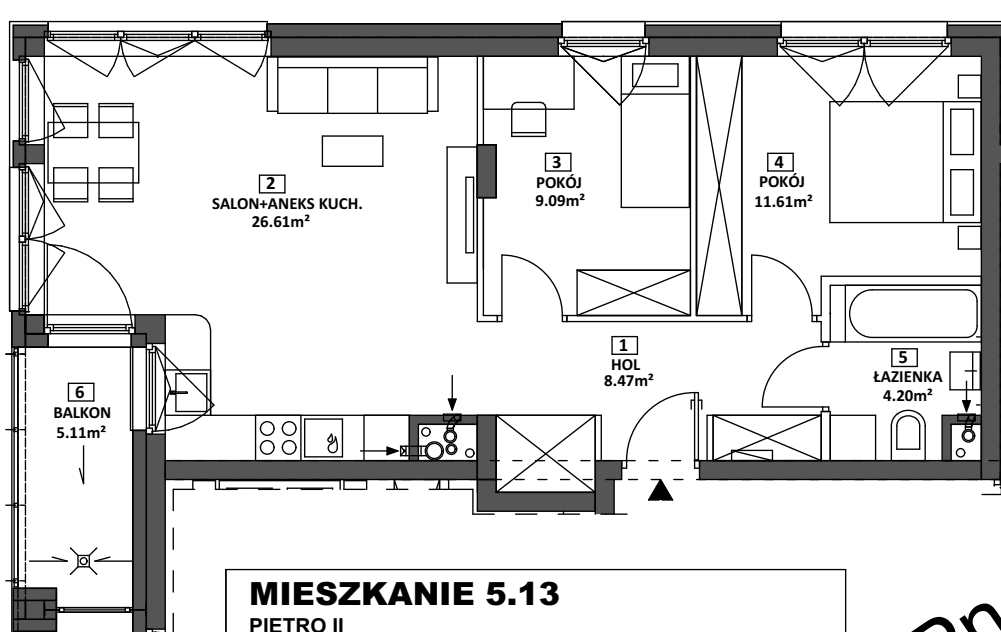 3
POKÓJ
9.09m²
4
POKÓJ
11.61m²
2
SALON+ANEKS KUCH.
26.61m²
1
HOL
8.47m²
5
ŁAZIENKA
4.20m²
6
BALKON
5.11m²
MIESZKANIE 5.13
PIĘTRO II